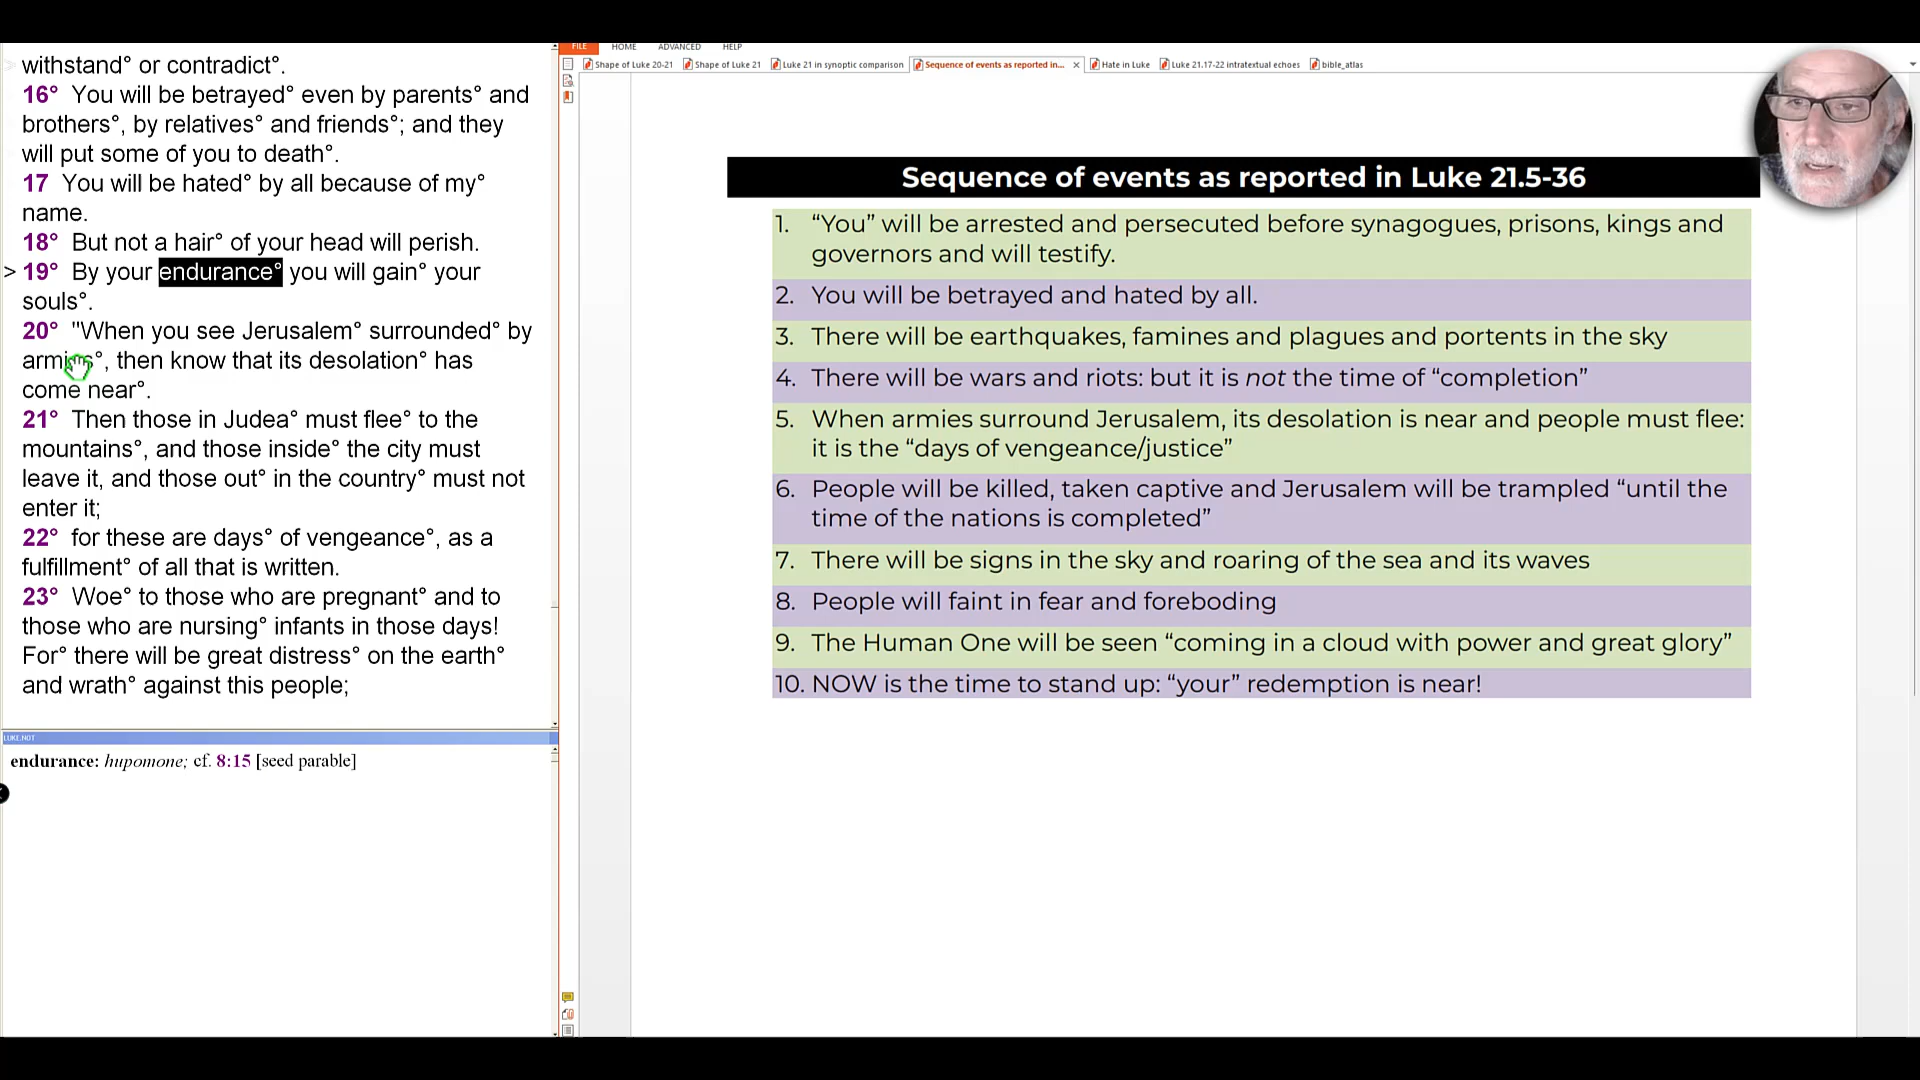 withstand° or contradict°.
16° You will be betrayed° even by parents° and
brothers°, by relatives° and friends°; and they
will put some of you to death°.
17 You will be hated° by all because of my°
name.
18° But not a hair° of your head will perish.
> 19° By your endurance° you will gain° your
souls°.
20° "When you see Jerusalem° surrounded° by
armies°, then know that its desolation° has
come near°.
21° Then those in Judea° must flee° to the
mountains°, and those inside° the city must
leave it, and those out° in the country° must not
enter it;
22° for these are days° of vengeance°, as a
fulfillment° of all that is written.
23° Woe° to those who are pregnant° and to
those who are nursing° infants in those days!
For° there will be great distress° on the earth°
and wrath° against this people;
LUKE.NOT
endurance: hupomone; cf. 8:15 [seed parable]
FILE HOME ADVANCED HELP
Shape of Luke 20-21 Shape of Luke 21 Luke 21 in synoptic comparison Sequence of events as reported in... × Hate in Luke Luke 21.17-22 intratextual echoes bible_atlas
Sequence of events as reported in Luke 21.5-36
1. “You” will be arrested and persecuted before synagogues, prisons, kings and
governors and will testify.
2. You will be betrayed and hated by all.
3. There will be earthquakes, famines and plagues and portents in the sky
4. There will be wars and riots: but it is not the time of “completion”
5. When armies surround Jerusalem, its desolation is near and people must flee:
it is the “days of vengeance/justice”
6. People will be killed, taken captive and Jerusalem will be trampled “until the
time of the nations is completed”
7. There will be signs in the sky and roaring of the sea and its waves
8. People will faint in fear and foreboding
9. The Human One will be seen “coming in a cloud with power and great glory”
10. NOW is the time to stand up: “your” redemption is near!